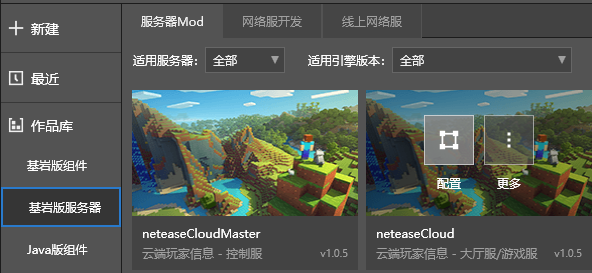 新建
最近
作品库
基岩版组件
基岩版服务器
Java版组件
服务器Mod 网络服开发 线上网络服
适用服务器: 全部 适用引擎版本: 全部
配置 更多
neteaseCloudMaster
云端玩家信息 - 控制服 v1.0.5
neteaseCloud
云端玩家信息 - 大厅服/游戏服 v1.0.5